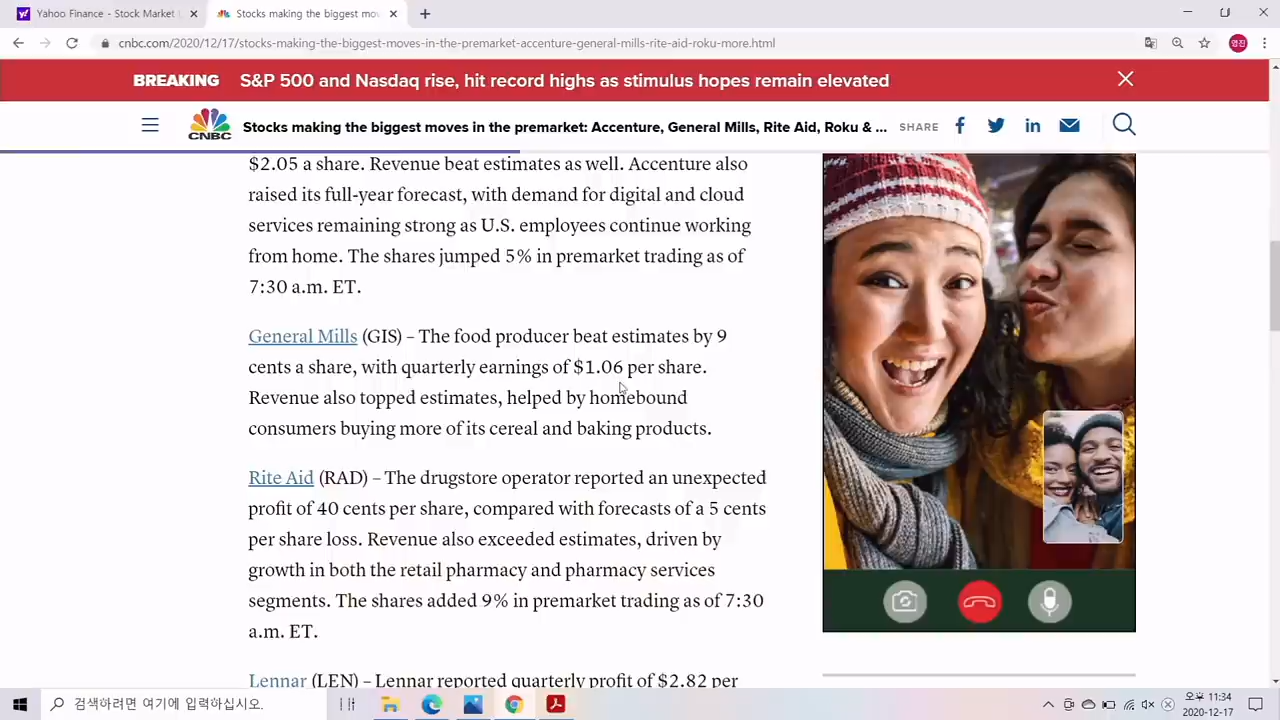 Yahoo Finance - Stock Market
Stocks making the biggest mov
cnbc.com/2020/12/17/stocks-making-the-biggest-moves-in-the-premarket-accenture-general-mills-rite-aid-roku-more.html
영진
BREAKING S&P 500 and Nasdaq rise, hit record highs as stimulus hopes remain elevated
CNBC
Stocks making the biggest moves in the premarket: Accenture, General Mills, Rite Aid, Roku & ...
SHARE
$2.05 a share. Revenue beat estimates as well. Accenture also
raised its full-year forecast, with demand for digital and cloud
services remaining strong as U.S. employees continue working
from home. The shares jumped 5% in premarket trading as of
7:30 a.m. ET.
General Mills (GIS) – The food producer beat estimates by 9
cents a share, with quarterly earnings of $1.06 per share.
Revenue also topped estimates, helped by homebound
consumers buying more of its cereal and baking products.
Rite Aid (RAD) – The drugstore operator reported an unexpected
profit of 40 cents per share, compared with forecasts of a 5 cents
per share loss. Revenue also exceeded estimates, driven by
growth in both the retail pharmacy and pharmacy services
segments. The shares added 9% in premarket trading as of 7:30
a.m. ET.
Lennar (LEN) – Lennar reported quarterly profit of $2.82 per
검색하려면 여기에 입력하십시오.
오후 11:34
2020-12-17